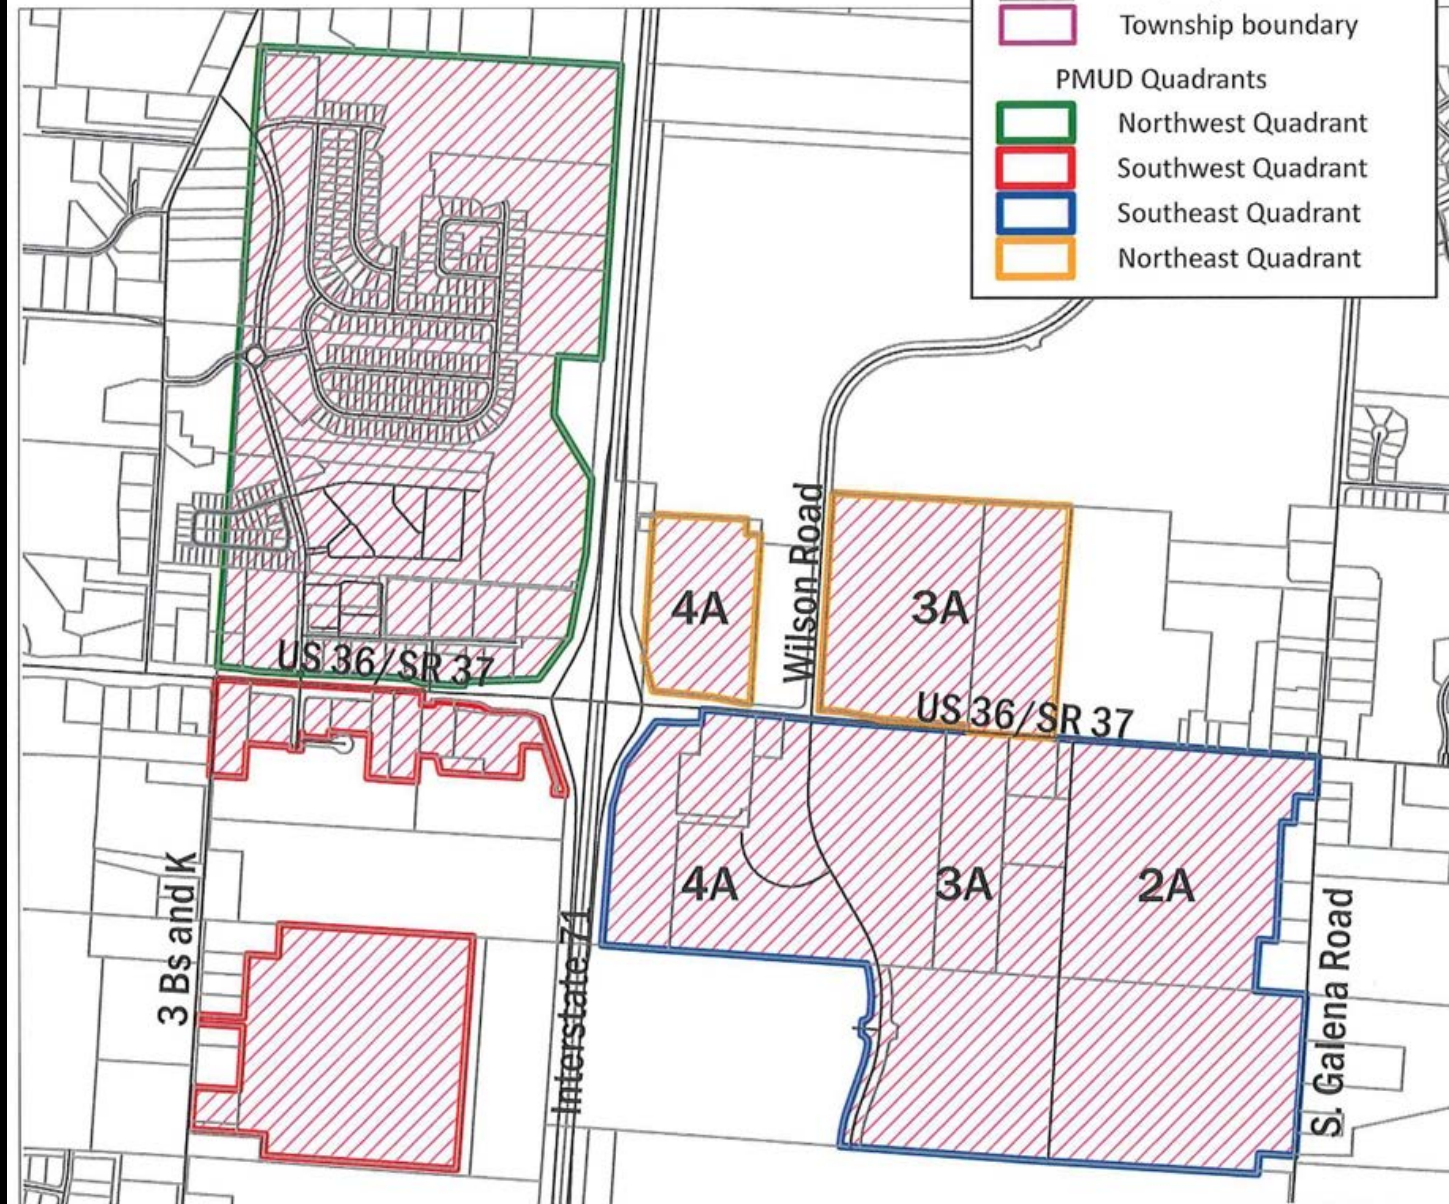 Township boundary
PMUD Quadrants
Northwest Quadrant
Southwest Quadrant
Southeast Quadrant
Northeast Quadrant
Wilson Road
4A
3A
US 36/SR 37
US 36/SR 37
4A
3A
2A
3 Bs and K
Interstate 71
S. Galena Road